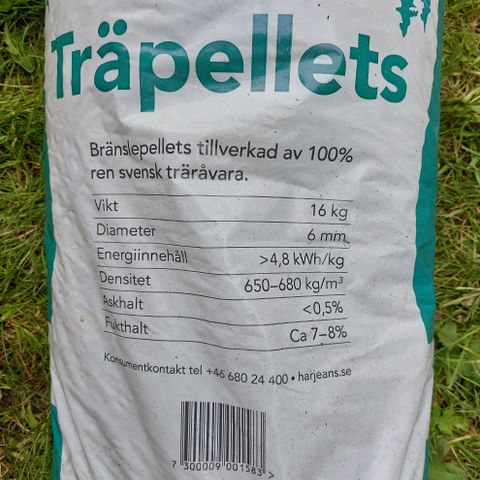 Träpellets
Bränslepellets tillverkad av 100%
ren svensk träråvara.
Vikt 16 kg
Diameter 6 mm
Energiinnehåll >4,8 kWh/kg
Densitet 650–680 kg/m³
Askhalt <0,5%
Fukthalt Ca 7–8%
Konsumentkontakt tel +46 680 24 400 • harjeans.se
7 300009 001583 >